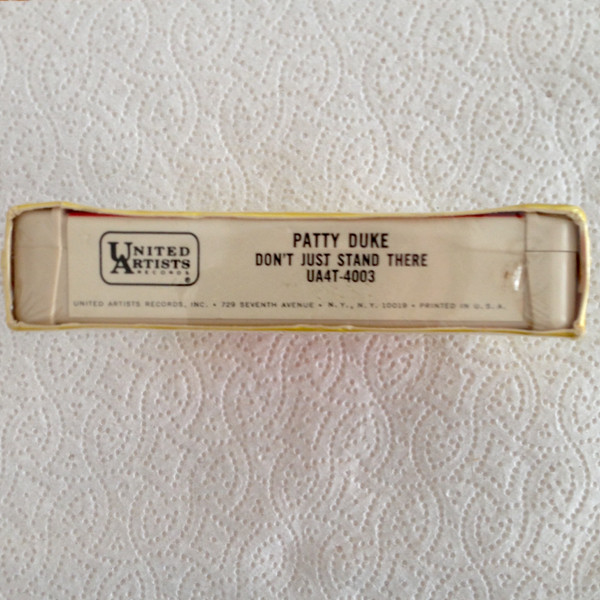 UNITED
ARTISTS
RECORDS
®
PATTY DUKE
DON'T JUST STAND THERE
UA4T-4003
UNITED ARTISTS RECORDS, INC. • 729 SEVENTH AVENUE • N.Y., N.Y. 10019 • PRINTED IN U.S.A.